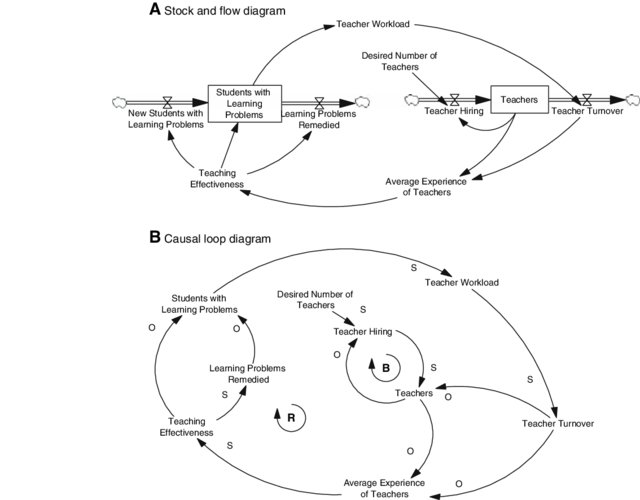 A Stock and flow diagram
Teacher Workload
Desired Number of
Teachers
Students with
Learning
Problems
Teachers
New Students with
Learning Problems
Learning Problems
Remedied
Teacher Hiring
Teacher Turnover
Teaching
Effectiveness
Average Experience
of Teachers
B Causal loop diagram
S
Teacher Workload
Students with
Learning Problems
Desired Number of
Teachers
S
O
O
Teacher Hiring
O
S
B
Learning Problems
Remedied
S
S
Teachers
O
R
Teaching
Effectiveness
S
Teacher Turnover
O
O
Average Experience
of Teachers